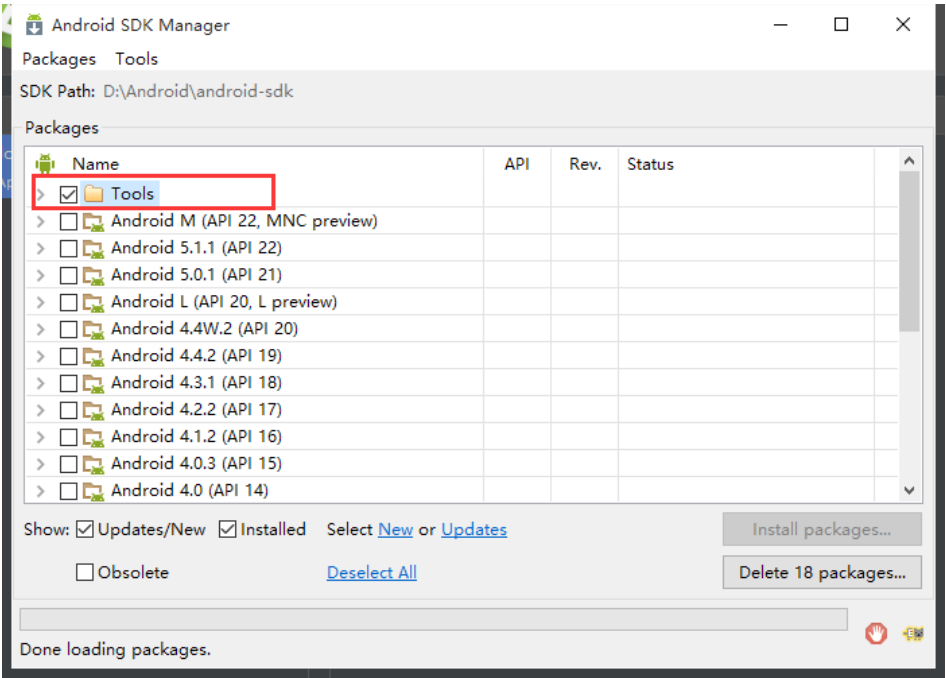 Android SDK Manager
Packages Tools
SDK Path: D:\Android\android-sdk
Packages
Name API Rev. Status
Tools
Android M (API 22, MNC preview)
Android 5.1.1 (API 22)
Android 5.0.1 (API 21)
Android L (API 20, L preview)
Android 4.4W.2 (API 20)
Android 4.4.2 (API 19)
Android 4.3.1 (API 18)
Android 4.2.2 (API 17)
Android 4.1.2 (API 16)
Android 4.0.3 (API 15)
Android 4.0 (API 14)
Show: Updates/New Installed Select New or Updates Install packages...
Obsolete Deselect All Delete 18 packages...
Done loading packages.